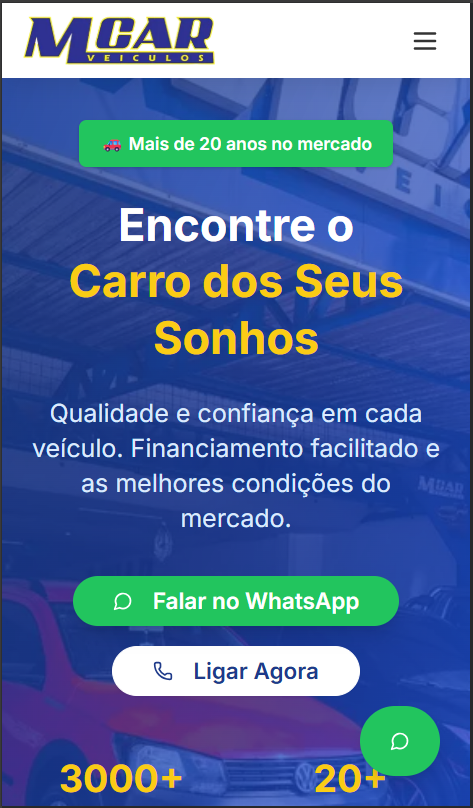 MCAR
VEICULOS
🚗 Mais de 20 anos no mercado
Encontre o
Carro dos Seus
Sonhos
Qualidade e confiança em cada
veículo. Financiamento facilitado e
as melhores condições do
mercado.
Falar no WhatsApp
Ligar Agora
3000+
20+